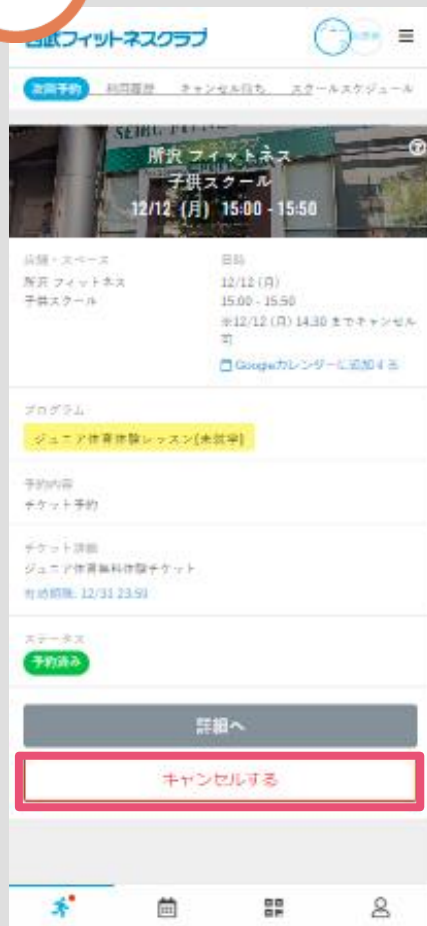 西武フィットネスクラブ
次回予約 利用履歴 キャンセル待ち スクールスケジュール
SEIBU
所沢 フィットネス
子供スクール
12/12 (月) 15:00 - 15:50
店舗・スペース
所沢 フィットネス
子供スクール
日時
12/12 (月)
15:00 - 15:50
※12/12 (月) 14:30 までキャンセル
可
Googleカレンダーに追加する
プログラム
ジュニア体育体験レッスン(未就学)
予約内容
チケット予約
チケット詳細
ジュニア体育無料体験チケット
有効期限: 12/31 23:59
ステータス
予約済み
詳細へ
キャンセルする